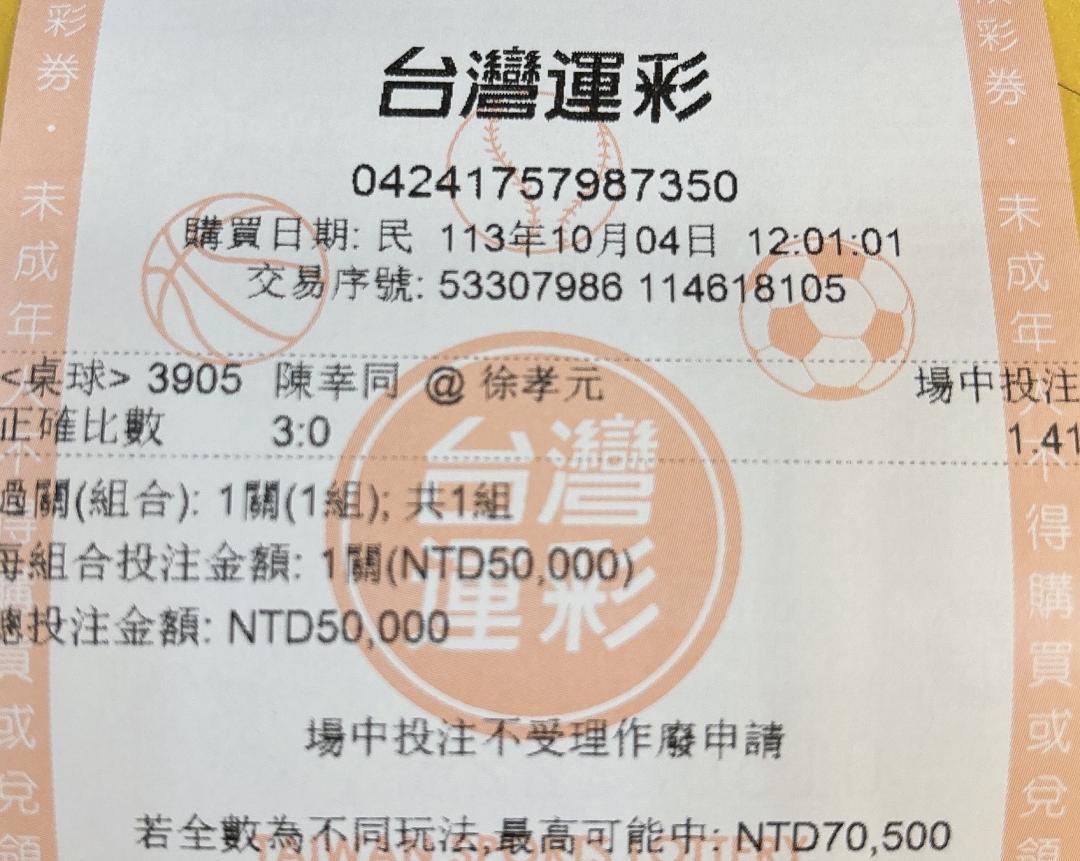 台灣運彩
04241757987350
購買日期: 民 113年10月04日 12:01:01
交易序號: 53307986 114618105
<桌球> 3905 陳幸同 @ 徐孝元 場中投注
正確比數 3:0 1.41
過關(組合): 1關(1組); 共1組
每組合投注金額: 1關(NTD50,000)
總投注金額: NTD50,000
台灣
運彩
場中投注不受理作廢申請
若全數為不同玩法,最高可能中: NTD70,500
彩券·未成年人不得購買或兌領
彩券·未成年人不得購買或兌領